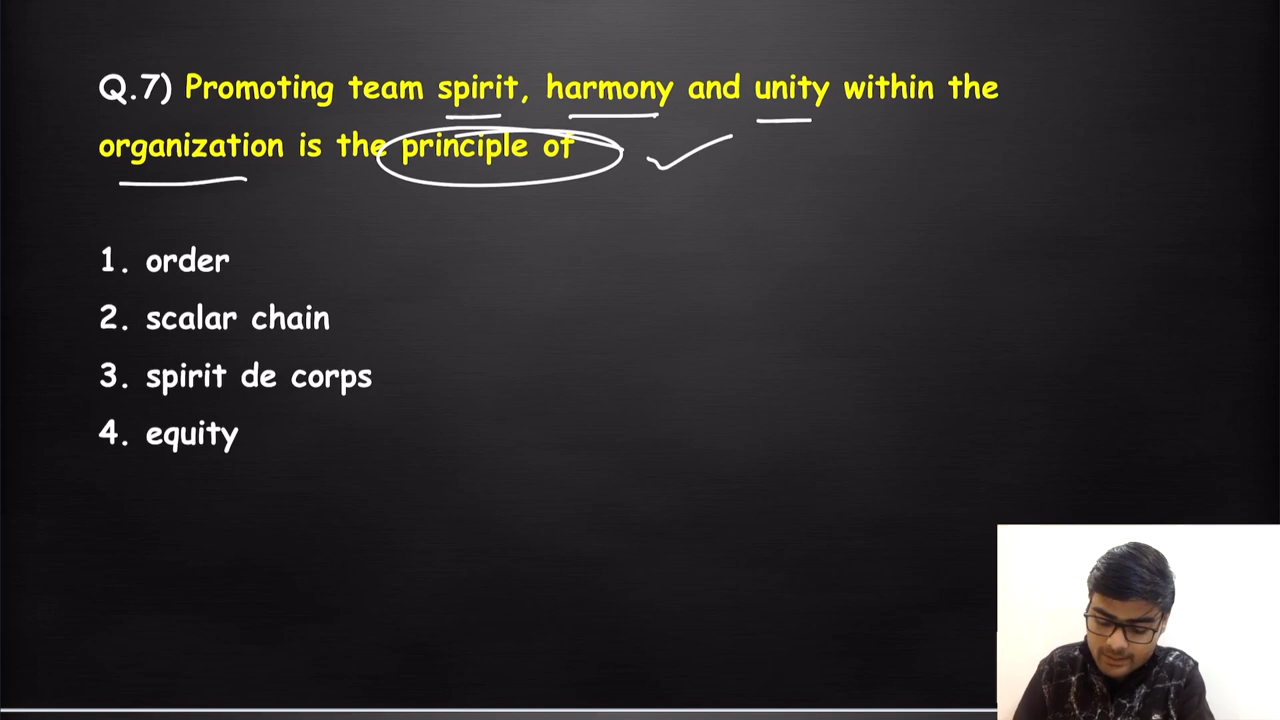 Q.7) Promoting team spirit, harmony and unity within the
organization is the principle of
1. order
2. scalar chain
3. spirit de corps
4. equity